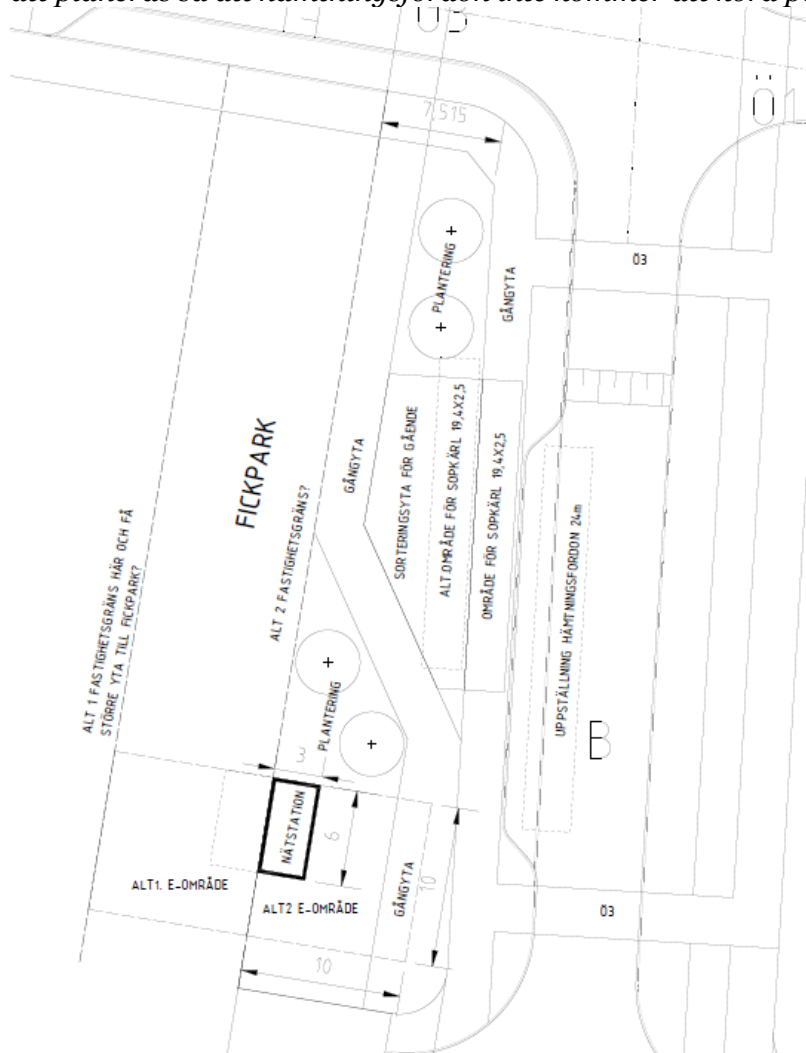 7,515
Ö1
Ö3
PLANTERING
GÅNGYTA
FICKPARK
GÅNGYTA
SORTERINGSYTA FÖR GÅENDE
ALT.OMRÅDE FÖR SOPKÄRL 19,4X2,5
OMRÅDE FÖR SOPKÄRL 19,4X2,5
UPPSTÄLLNING HÄMTNINGSFORDON 24m
ALT 1 FASTIGHETSGRÄNS HÄR OCH FÅ
STÖRRE YTA TILL FICKPARK?
ALT 2 FASTIGHETSGRÄNS?
PLANTERING
B
3
NÄTSTATION
6
GÅNGYTA
10
ALT1. E-OMRÅDE
ALT2 E-OMRÅDE
Ö3
10